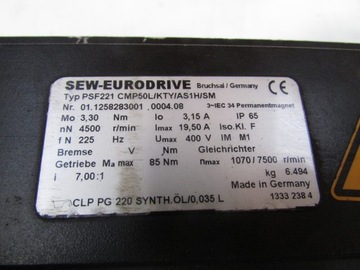 SEW-EURODRIVE Bruchsal / Germany CE
Typ PSF221 CMP50L/KTY/AS1H/SM
Nr. 01.1258283001 .0004.08 3~IEC 34 Permanentmagnet
Mo 3,30 Nm Io 3,15 A IP 65
nN 4500 r/min Imax 19,50 A Iso.Kl. F
fN 225 Hz Umax 400 V IM M1
Bremse V Nm Gleichrichter
Getriebe Ma max 85 Nm n 1070/7500 r/min
i 7,00:1 kg 6.494
Made in Germany
CLP PG 220 SYNTH.ÖL/0,035 L 1333 238 4